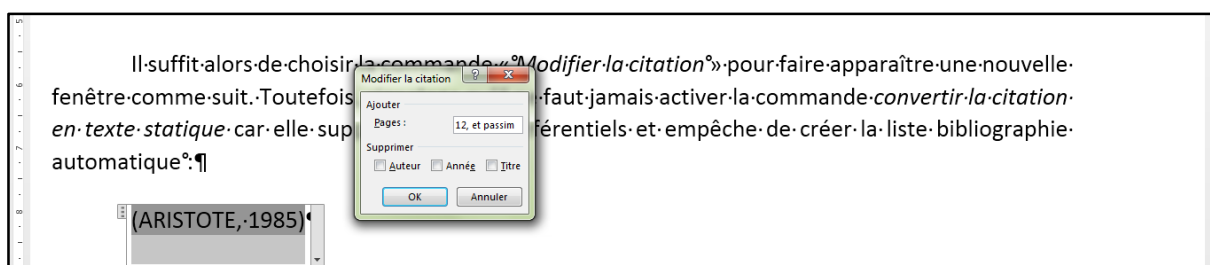 Il·suffit·alors·de·choisir·la·commande·«°Modifier·la·citation°»·pour·faire·apparaître·une·nouvelle·
fenêtre·comme·suit.·Toutefois faut·jamais·activer·la·commande·convertir·la·citation·
en·texte·statique·car·elle·sup férentiels·et·empêche·de·créer·la·liste·bibliographie·
automatique°:¶
Modifier la citation
Ajouter
Pages : 12, et passim
Supprimer
Auteur Année Titre
OK Annuler
(ARISTOTE,·1985)